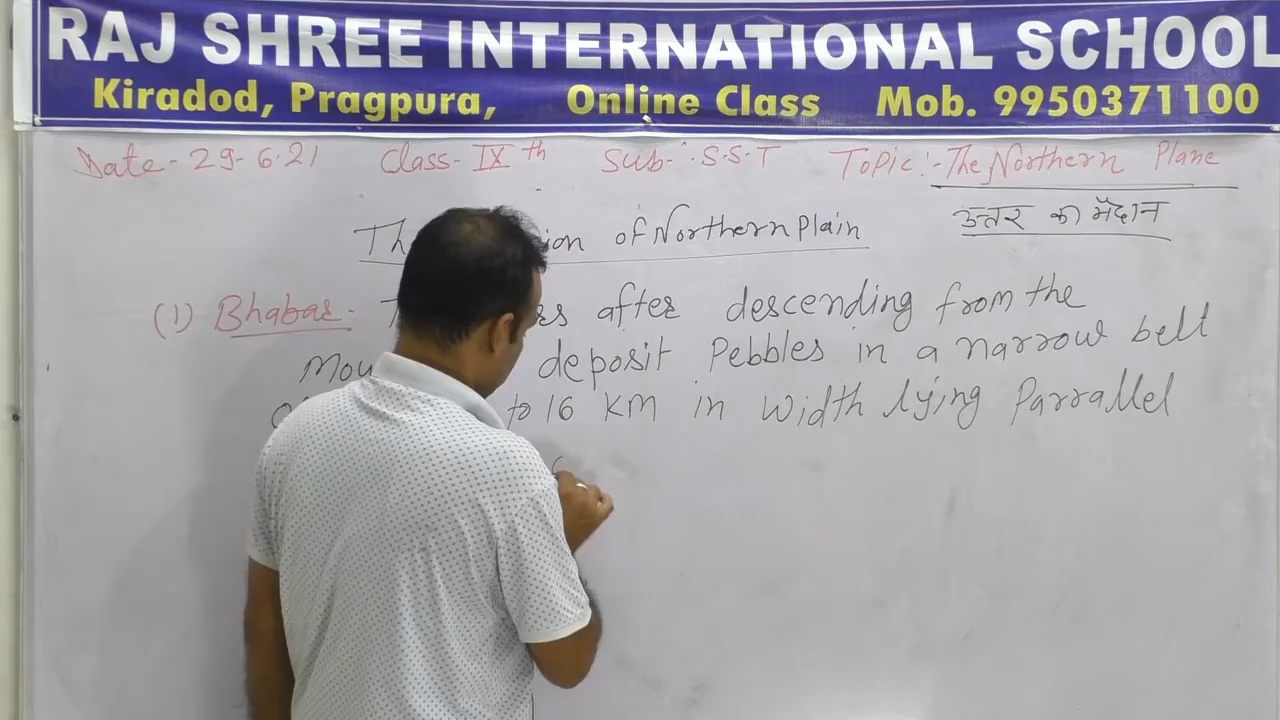 RAJ SHREE INTERNATIONAL SCHOOL
Kiradod, Pragpura, Online Class Mob. 9950371100
Date- 29-6-21 Class- IXth Sub- S.S.T Topic:- The Northern Plane
उत्तर का मैदान
Th ion of Northern Plain
(1) Bhabar- after descending from the
deposit Pebbles in a narrow belt
to 16 KM in width lying Parrallel